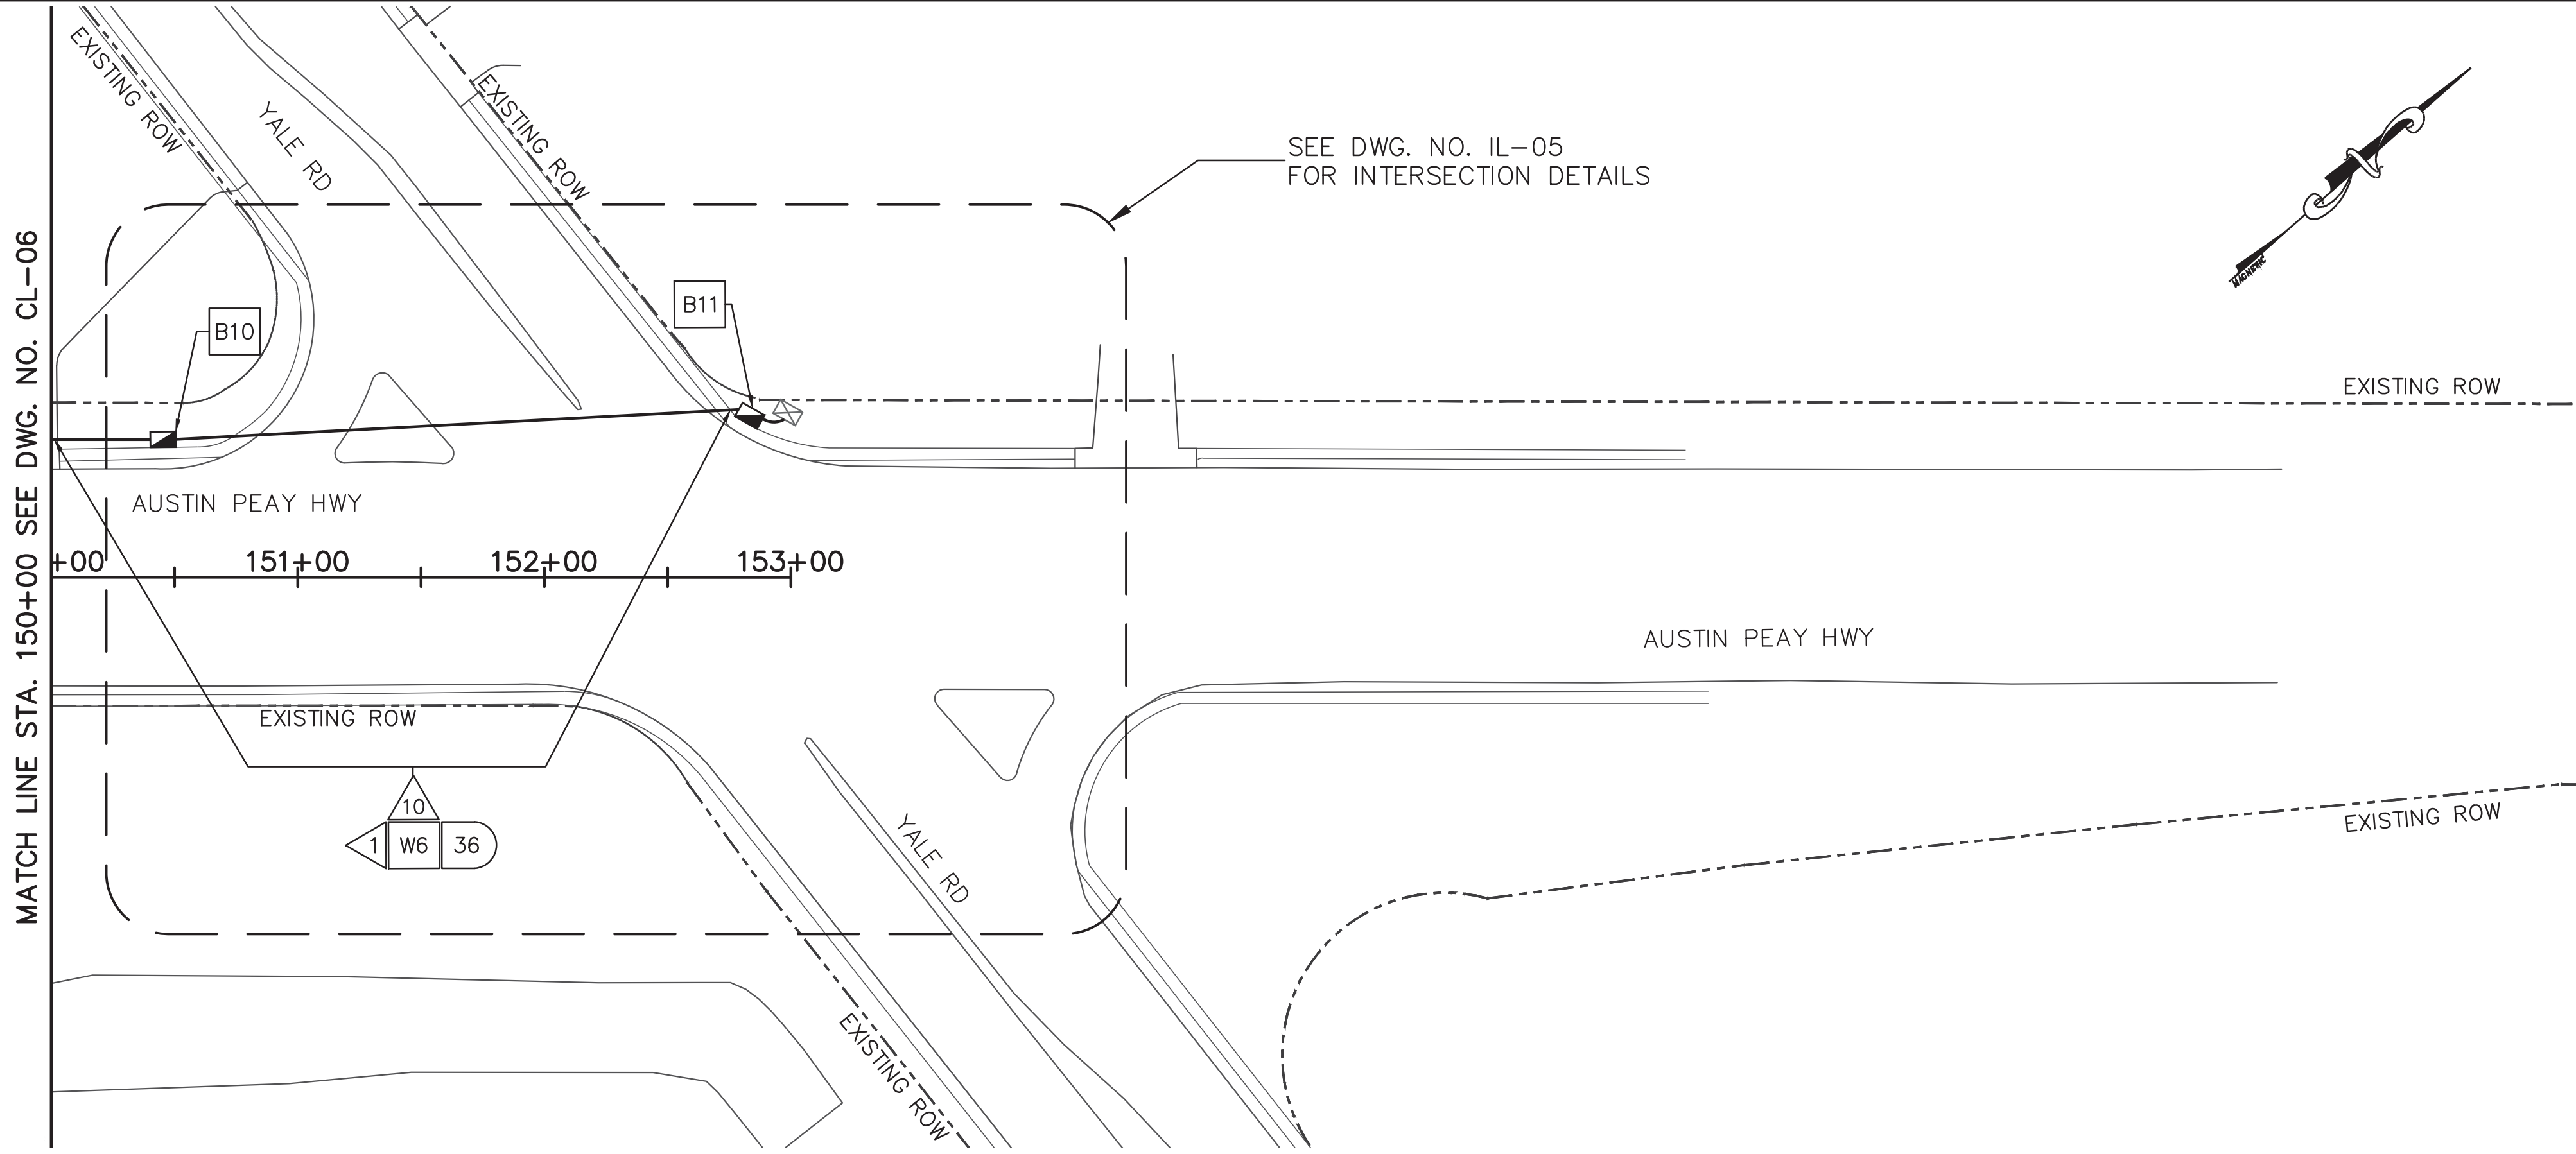 MATCH LINE STA. 150+00 SEE DWG. NO. CL-06
EXISTING ROW
YALE RD
EXISTING ROW
SEE DWG. NO. IL-05
FOR INTERSECTION DETAILS
MAGNETIC
B10
B11
EXISTING ROW
AUSTIN PEAY HWY
+00
151+00
152+00
153+00
AUSTIN PEAY HWY
EXISTING ROW
10
1 W6 36
YALE RD
EXISTING ROW
EXISTING ROW